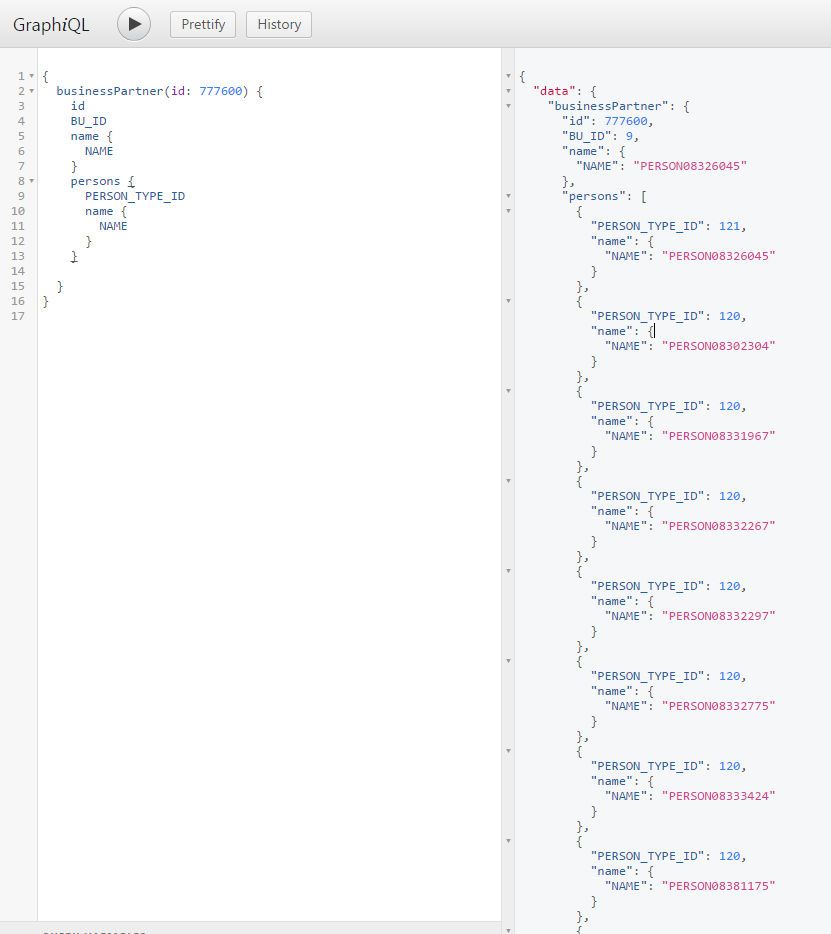 GraphiQL
Prettify
History
1 {
2 businessPartner(id: 777600) {
3 id
4 BU_ID
5 name {
6 NAME
7 }
8 persons {
9 PERSON_TYPE_ID
10 name {
11 NAME
12 }
13 }
14
15 }
16 }
17
{
"data": {
"businessPartner": {
"id": 777600,
"BU_ID": 9,
"name": {
"NAME": "PERSON08326045"
},
"persons": [
{
"PERSON_TYPE_ID": 121,
"name": {
"NAME": "PERSON08326045"
}
},
{
"PERSON_TYPE_ID": 120,
"name": {
"NAME": "PERSON08302304"
}
},
{
"PERSON_TYPE_ID": 120,
"name": {
"NAME": "PERSON08331967"
}
},
{
"PERSON_TYPE_ID": 120,
"name": {
"NAME": "PERSON08332267"
}
},
{
"PERSON_TYPE_ID": 120,
"name": {
"NAME": "PERSON08332297"
}
},
{
"PERSON_TYPE_ID": 120,
"name": {
"NAME": "PERSON08332775"
}
},
{
"PERSON_TYPE_ID": 120,
"name": {
"NAME": "PERSON08333424"
}
},
{
"PERSON_TYPE_ID": 120,
"name": {
"NAME": "PERSON08381175"
}
},
{